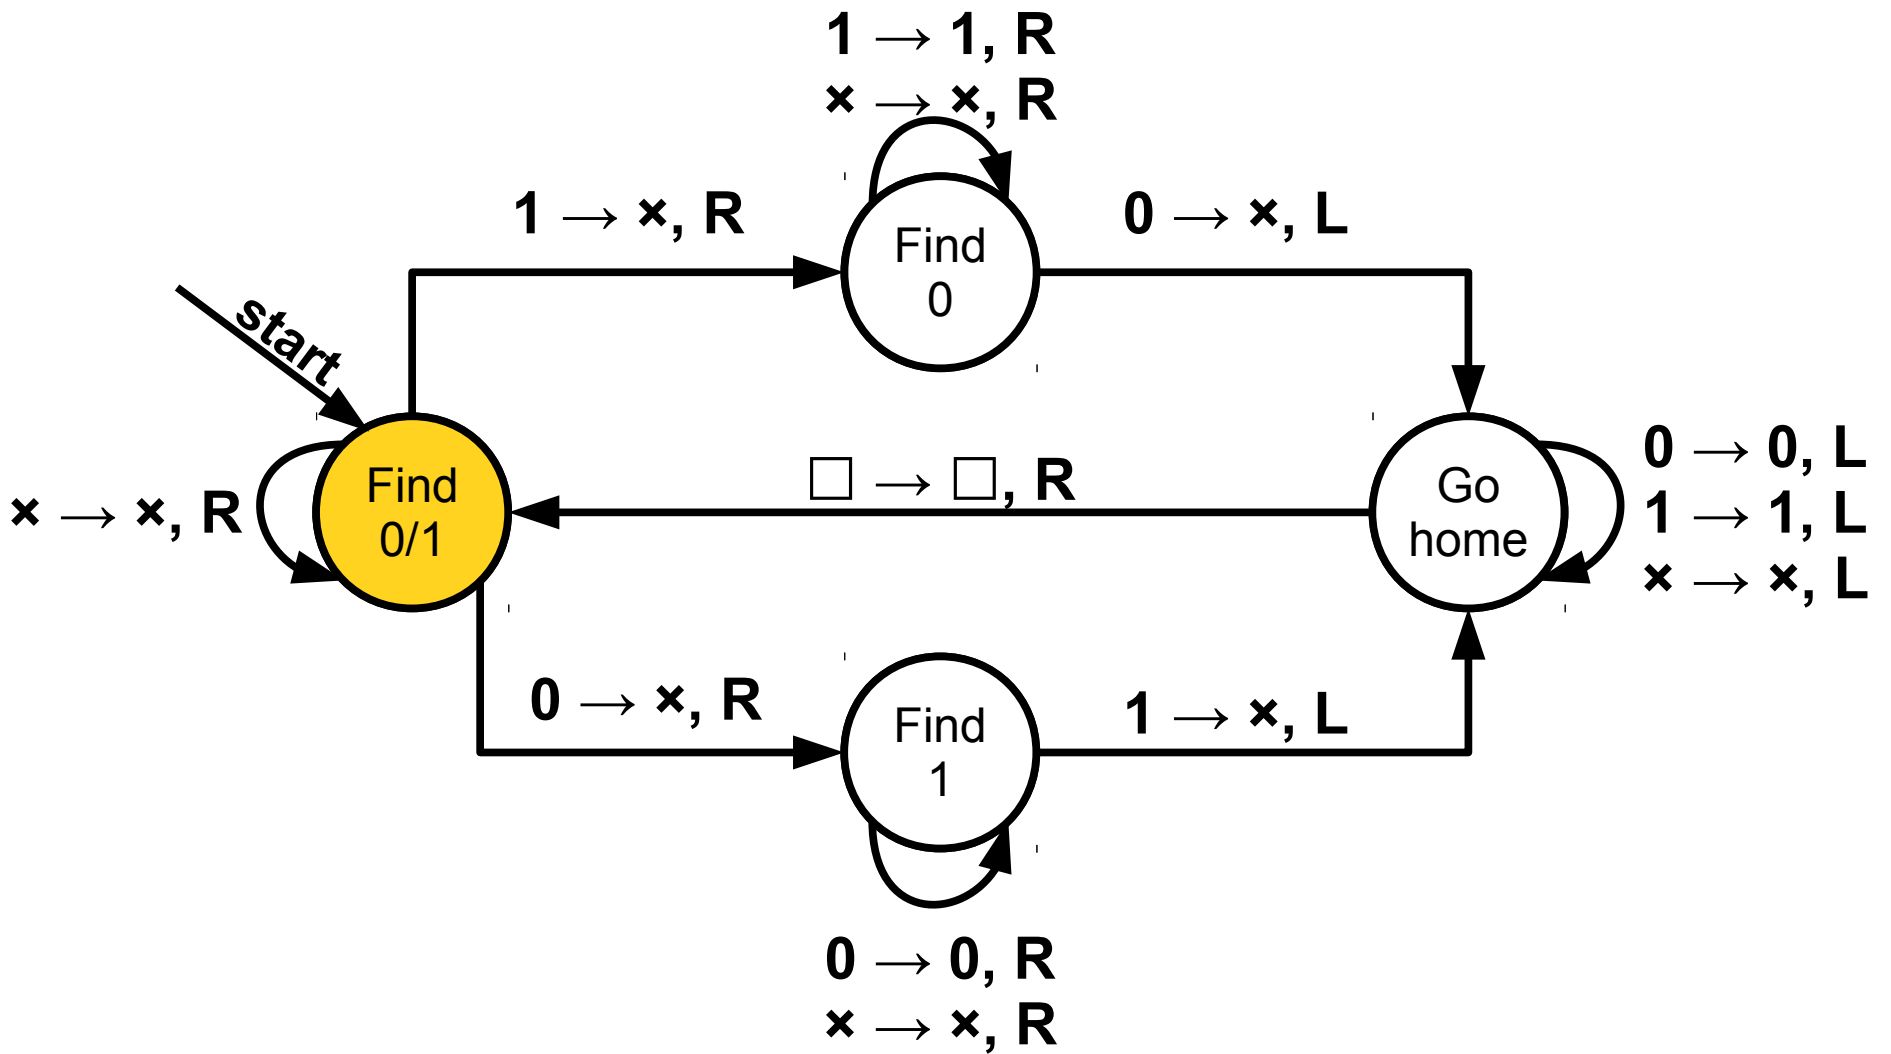 1 → 1, R
× → ×, R
1 → ×, R
0 → ×, L
Find
0
start
Find
0/1
× → ×, R
□ → □, R
Go
home
0 → 0, L
1 → 1, L
× → ×, L
0 → ×, R
1 → ×, L
Find
1
0 → 0, R
× → ×, R